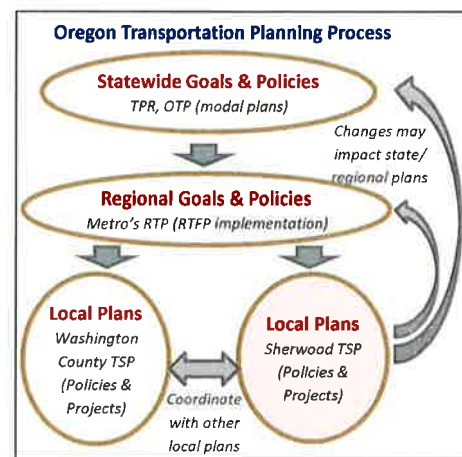 Oregon Transportation Planning Process
Statewide Goals & Policies
TPR, OTP (modal plans)
Changes may
impact state/
regional plans
Regional Goals & Policies
Metro's RTP (RTFP implementation)
Local Plans
Washington
County TSP
(Policies &
Projects)
Local Plans
Sherwood TSP
(Policies &
Projects)
Coordinate
with other
local plans